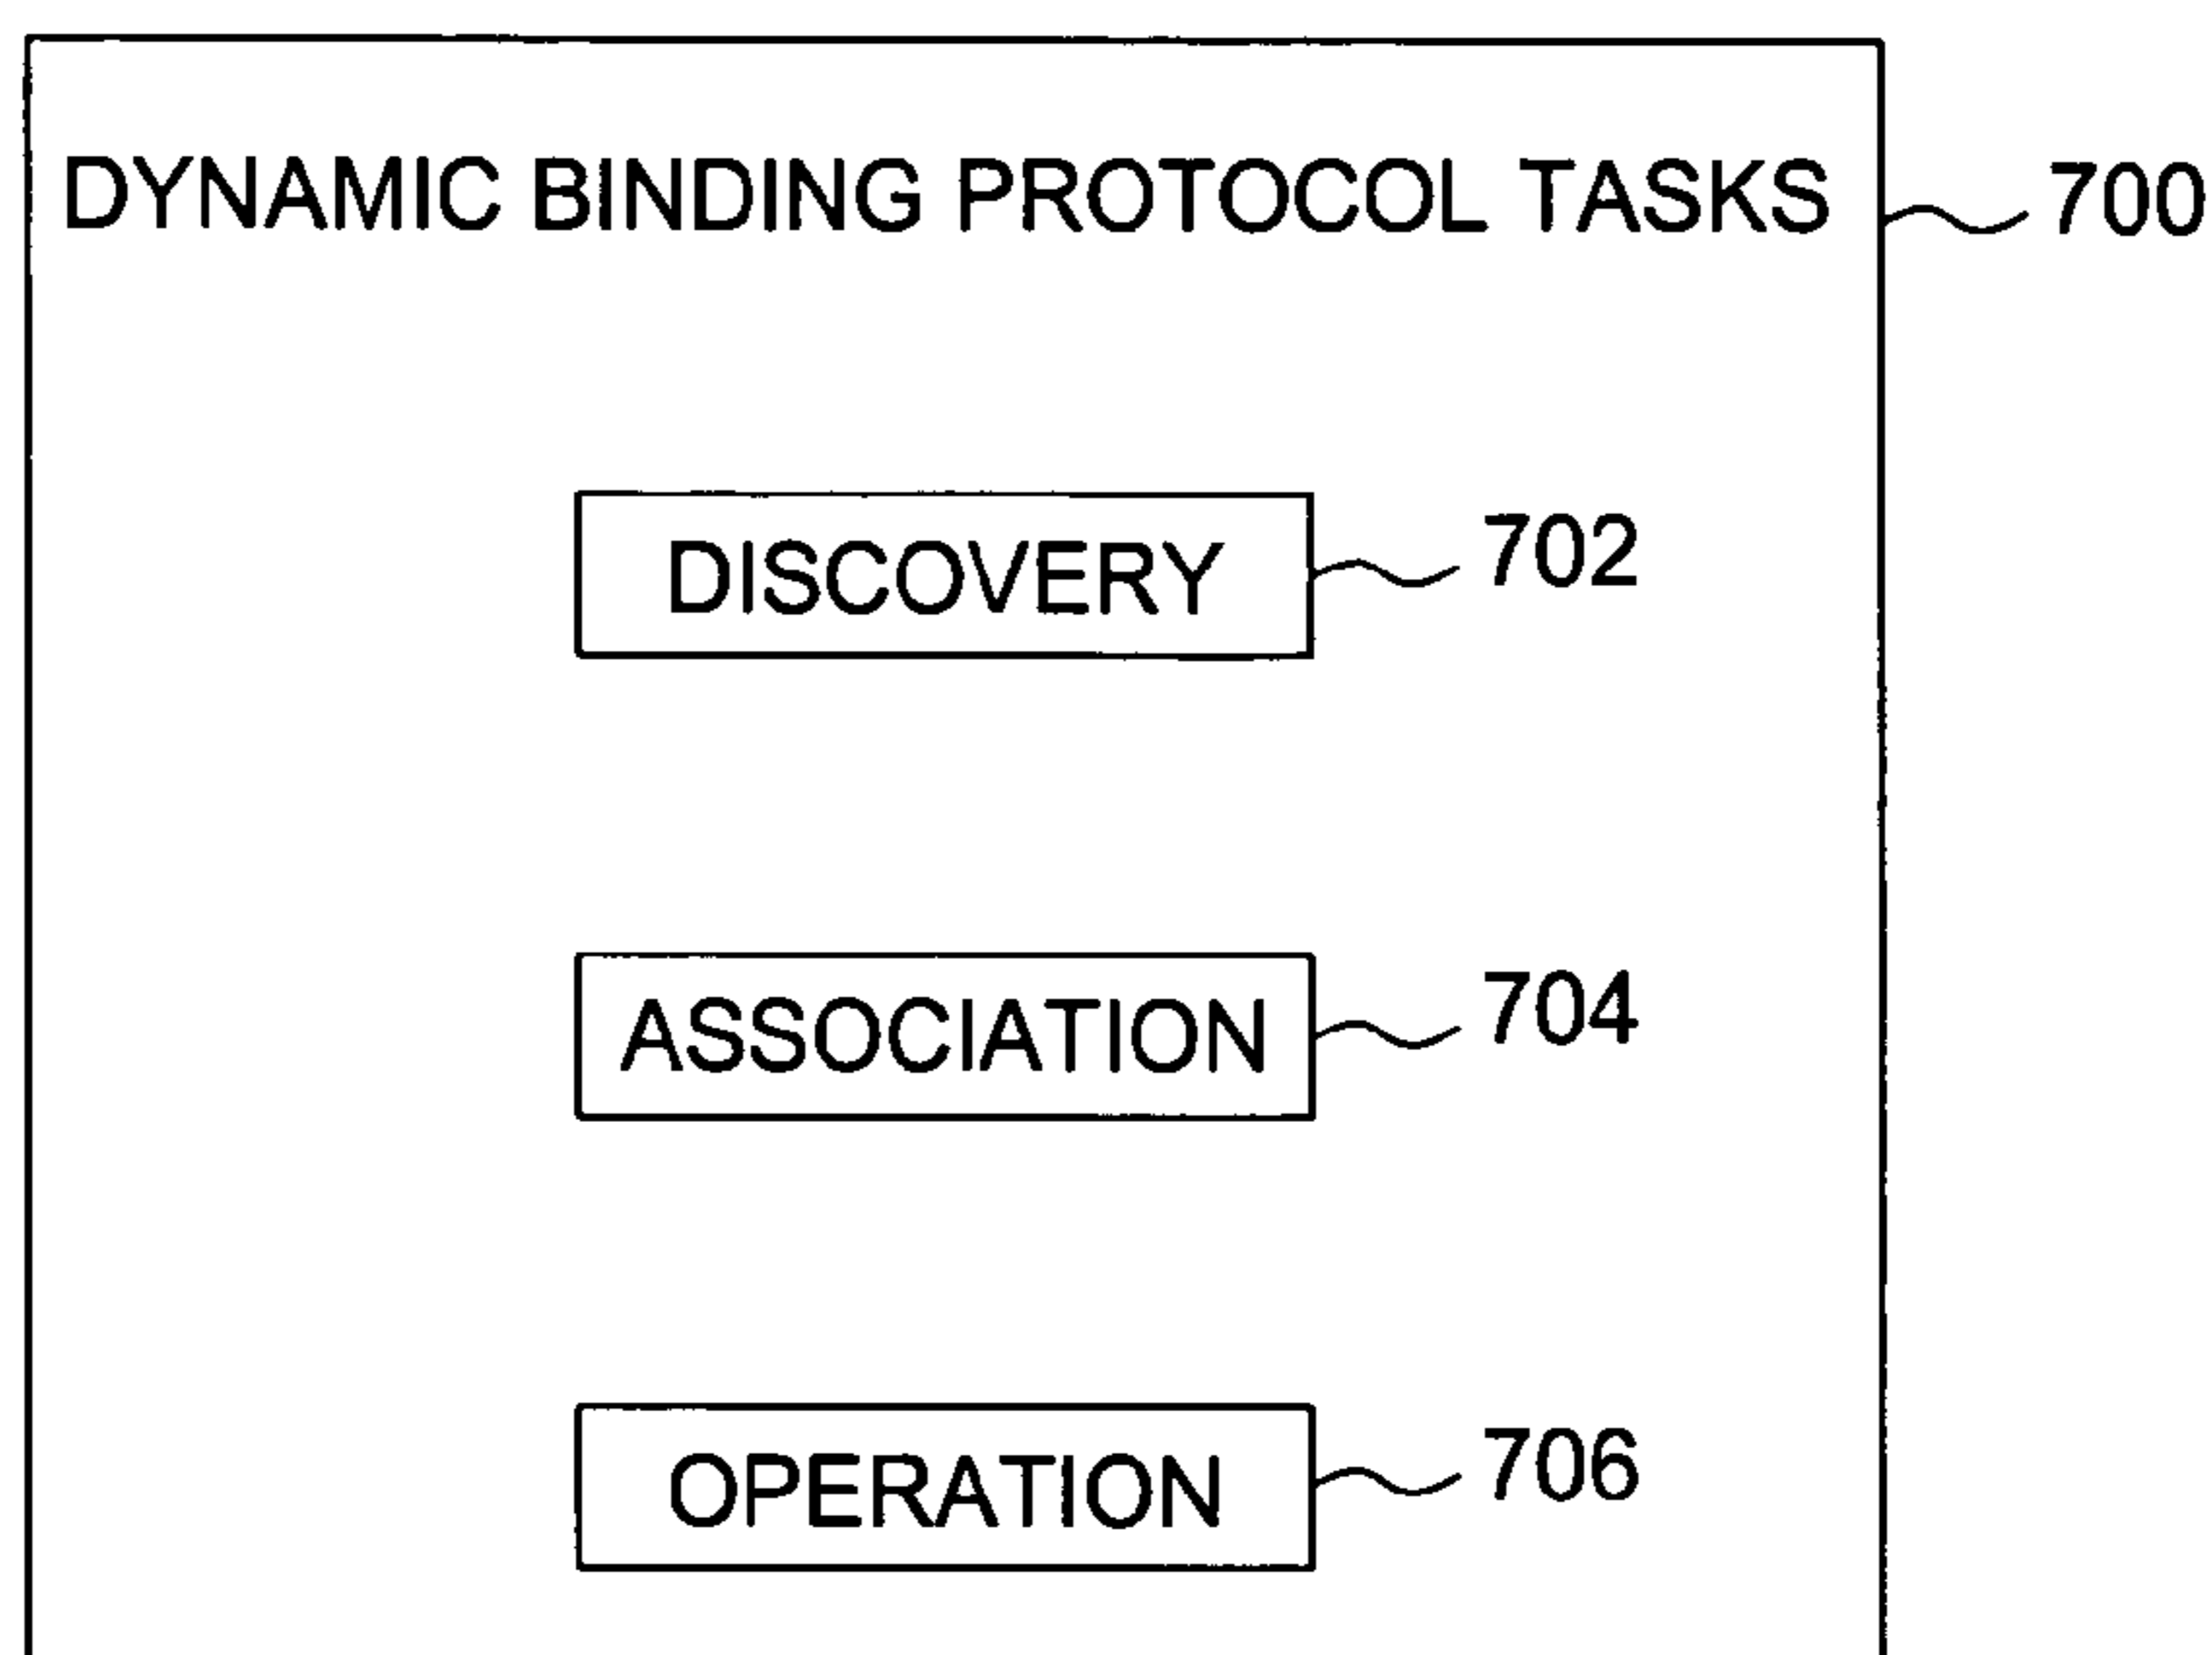 DYNAMIC BINDING PROTOCOL TASKS 700
DISCOVERY 702
ASSOCIATION 704
OPERATION 706